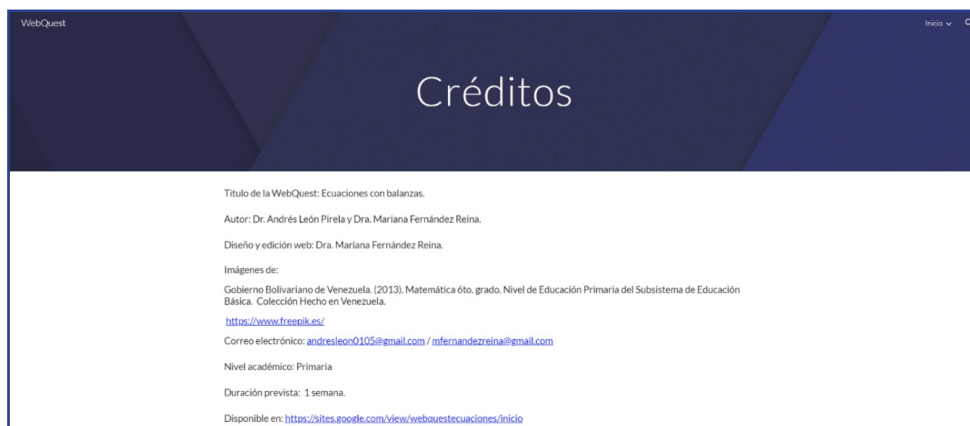 WebQuest
Inicio
Créditos
Título de la WebQuest: Ecuaciones con balanzas.
Autor: Dr. Andrés León Pirela y Dra. Mariana Fernández Reina.
Diseño y edición web: Dra. Mariana Fernández Reina.
Imágenes de:
Gobierno Bolivariano de Venezuela. (2013). Matemática 6to. grado. Nivel de Educación Primaria del Subsistema de Educación
Básica. Colección Hecho en Venezuela.
https://www.freepik.es/
Correo electrónico: andresleon0105@gmail.com / mfernandezreina@gmail.com
Nivel académico: Primaria
Duración prevista: 1 semana.
Disponible en: https://sites.google.com/view/webquestecuaciones/inicio